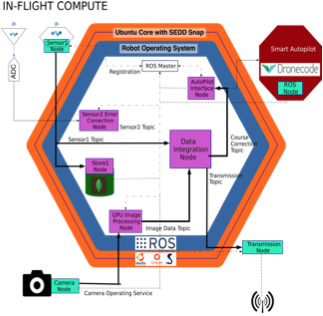 IN-FLIGHT COMPUTE
Ubuntu Core with SEDD Snap
Robot Operating System
Sensor1
Node
ADC
Registration
ROS Master
AutoPilot
Interface
Node
Smart Autopilot
Dronecode
ROS
Node
Sensor2 Error
Correction
Node
Sensor2 Topic
Sensor1 Topic
Data
Integration
Node
Course
Correction
Topic
Store1
Node
Transmission
Topic
GPU Image
Processing
Node
Image Data Topic
ROS
Transmission
Node
Camera
Node
Camera Operating Service